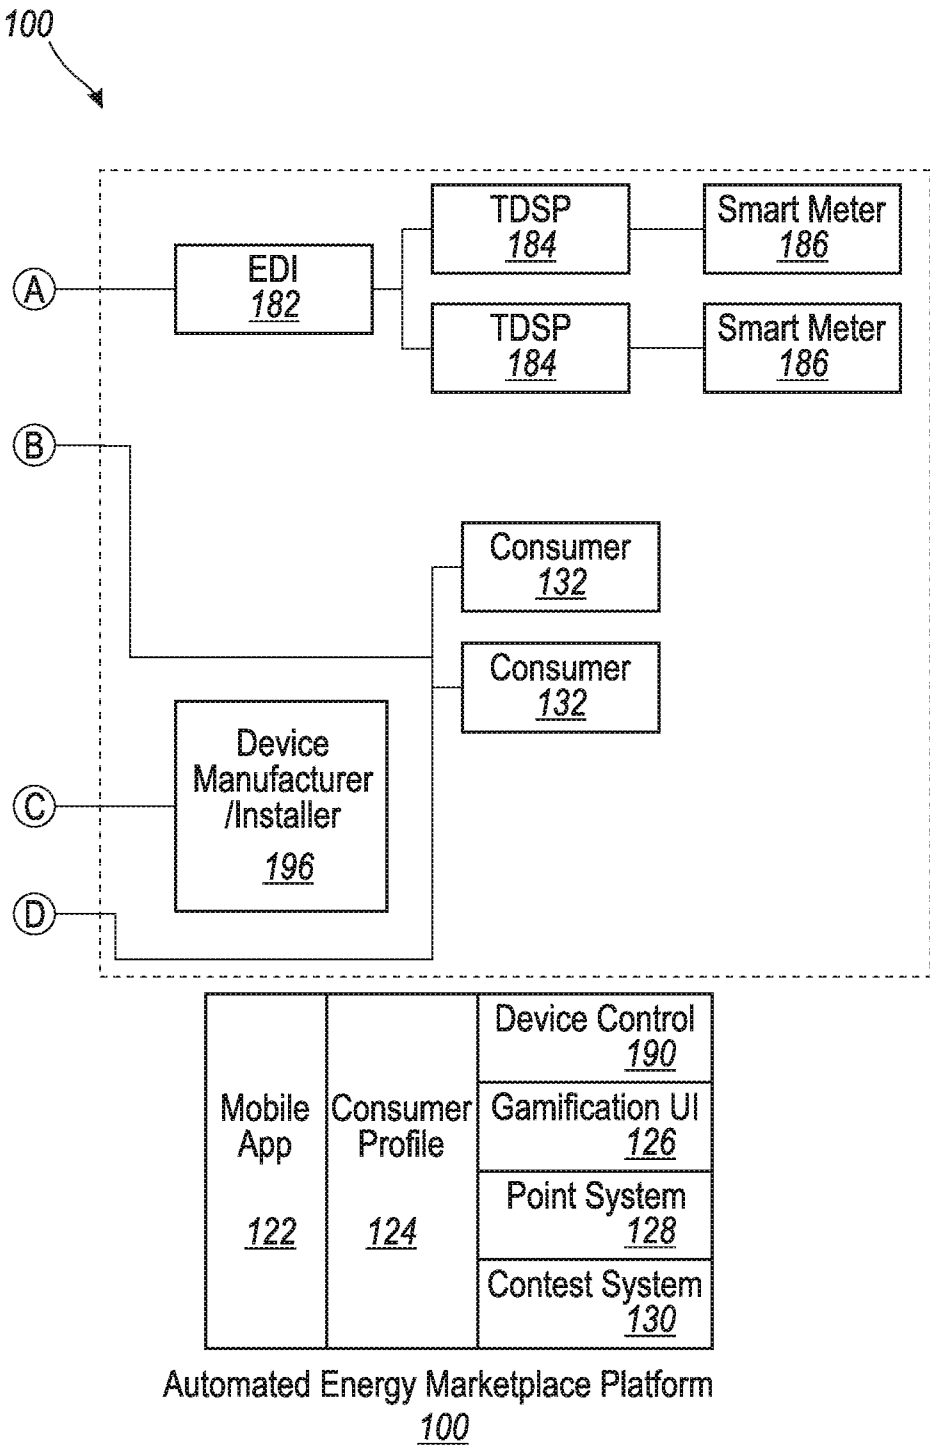 100
TDSP
184
Smart Meter
186
A
EDI
182
TDSP
184
Smart Meter
186
B
Consumer
132
Consumer
132
Device
Manufacturer
/Installer
196
C
D
Mobile
App
122
Consumer
Profile
124
Device Control
190
Gamification UI
126
Point System
128
Contest System
130
Automated Energy Marketplace Platform
100